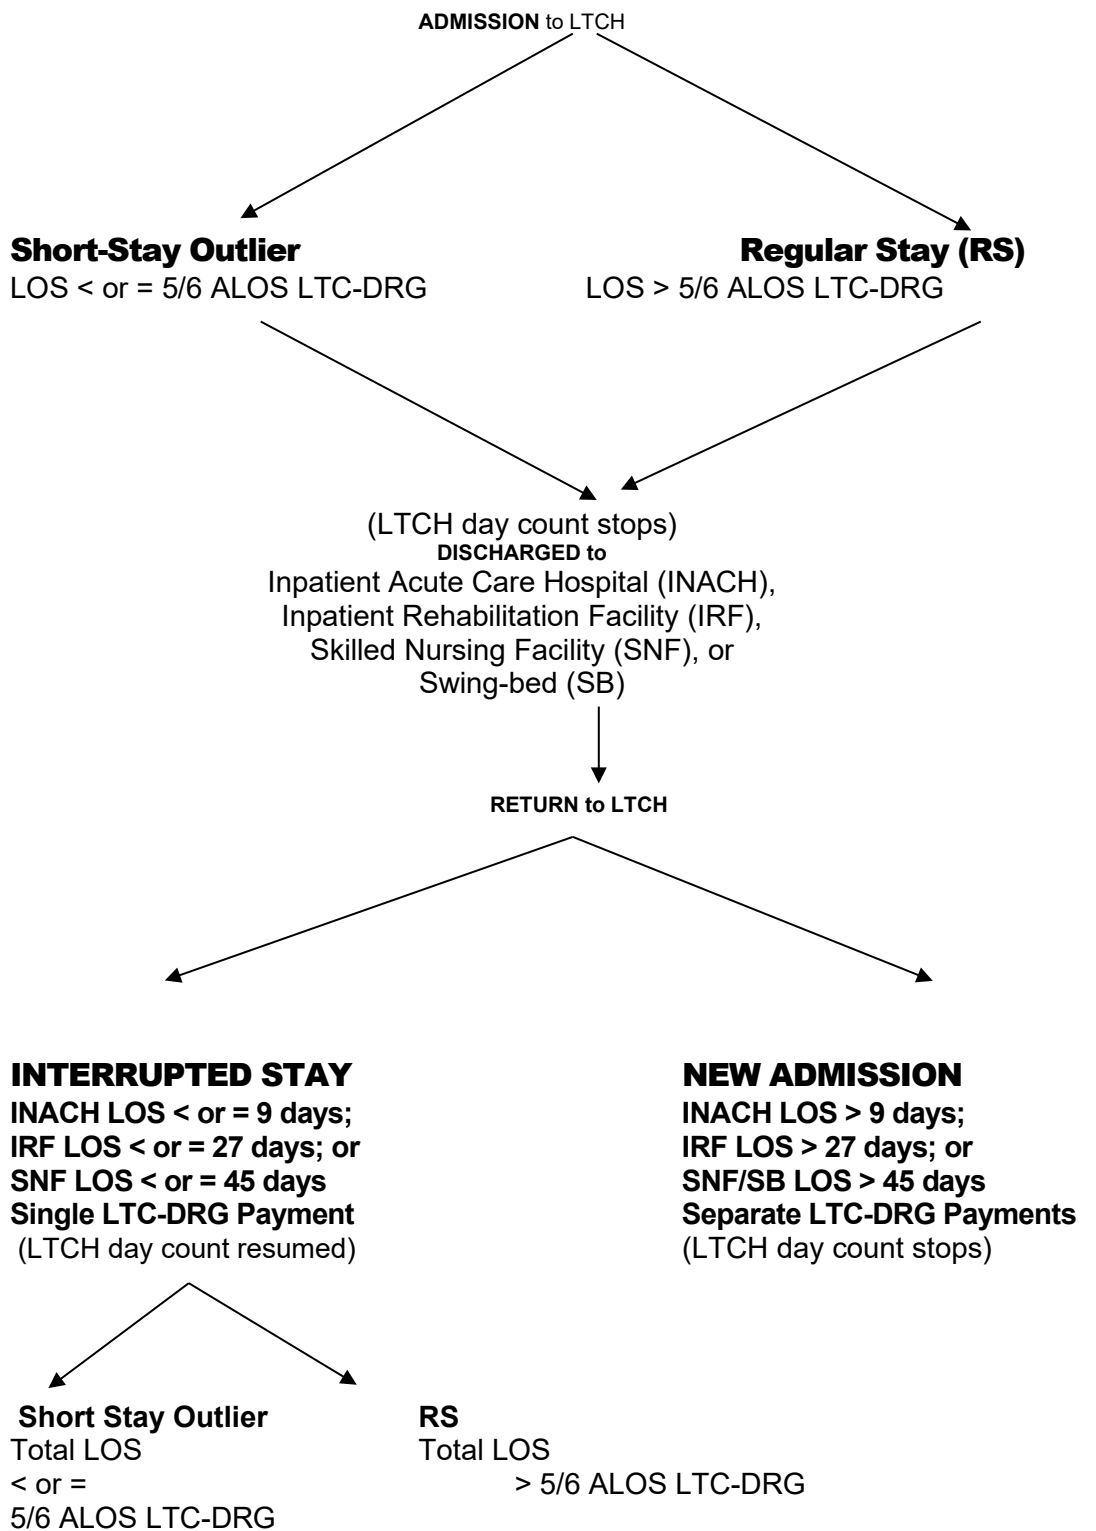 ADMISSION to LTCH
Short-Stay Outlier
LOS < or = 5/6 ALOS LTC-DRG
Regular Stay (RS)
LOS > 5/6 ALOS LTC-DRG
(LTCH day count stops)
DISCHARGED to
Inpatient Acute Care Hospital (INACH),
Inpatient Rehabilitation Facility (IRF),
Skilled Nursing Facility (SNF), or
Swing-bed (SB)
RETURN to LTCH
INTERRUPTED STAY
INACH LOS < or = 9 days;
IRF LOS < or = 27 days; or
SNF LOS < or = 45 days
Single LTC-DRG Payment
(LTCH day count resumed)
NEW ADMISSION
INACH LOS > 9 days;
IRF LOS > 27 days; or
SNF/SB LOS > 45 days
Separate LTC-DRG Payments
(LTCH day count stops)
Short Stay Outlier
Total LOS
< or =
5/6 ALOS LTC-DRG
RS
Total LOS
> 5/6 ALOS LTC-DRG